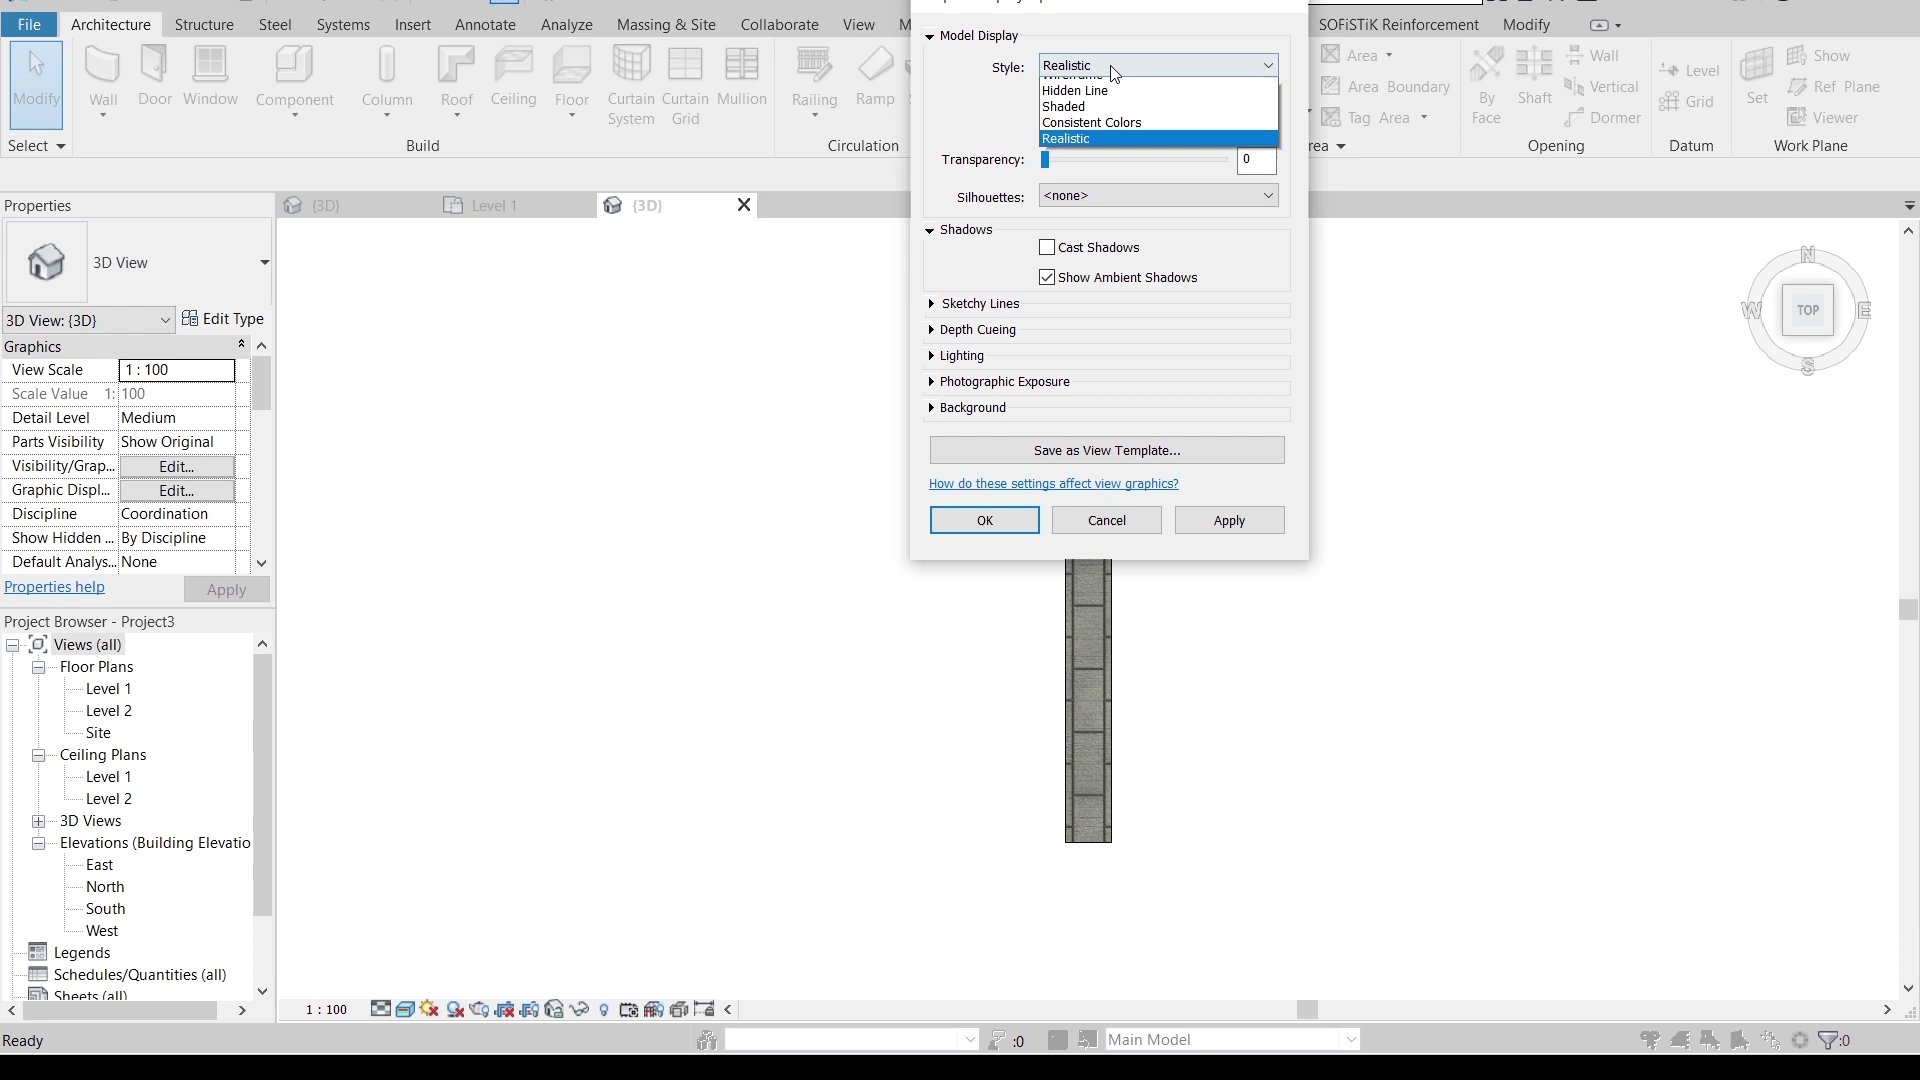 File Architecture Structure Steel Systems Insert Annotate Analyze Massing & Site Collaborate View SOFiSTiK Reinforcement Modify
Modify
Wall Door Window Component Column Roof Ceiling Floor Curtain System Curtain Grid Mullion Railing Ramp
Area
Area Boundary
Tag Area
By Face
Shaft
Wall
Vertical
Dormer
Level
Grid
Set
Show
Ref Plane
Viewer
Select Build Circulation Opening Datum Work Plane
Model Display
Style: Realistic
Hidden Line
Shaded
Consistent Colors
Realistic
Transparency: 0
Silhouettes: <none>
Shadows
Cast Shadows
Show Ambient Shadows
Sketchy Lines
Depth Cueing
Lighting
Photographic Exposure
Background
Save as View Template...
How do these settings affect view graphics?
OK Cancel Apply
Properties
{3D} Level 1 {3D}
3D View
3D View: {3D} Edit Type
Graphics
View Scale 1 : 100
Scale Value 1: 100
Detail Level Medium
Parts Visibility Show Original
Visibility/Grap... Edit...
Graphic Displ... Edit...
Discipline Coordination
Show Hidden ... By Discipline
Default Analys... None
Properties help Apply
N
W TOP E
S
Project Browser - Project3
Views (all)
Floor Plans
Level 1
Level 2
Site
Ceiling Plans
Level 1
Level 2
3D Views
Elevations (Building Elevatio
East
North
South
West
Legends
Schedules/Quantities (all)
Sheets (all)
1 : 100
Ready :0 Main Model :0